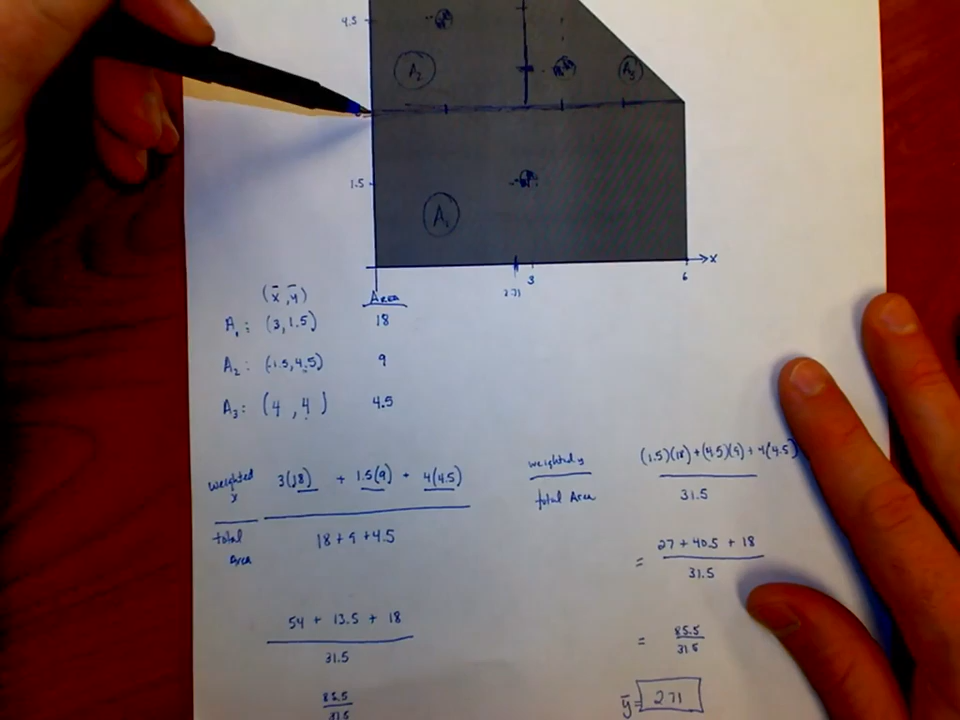 4.5
A2
A3
1.5
A1
x
2.71
3
6
(x̄, ȳ)
AREA
A1: (3, 1.5) 18
A2: (1.5, 4.5) 9
A3: (4, 4) 4.5
weighted x
3(18) + 1.5(9) + 4(4.5)
total area
18 + 9 + 4.5
54 + 13.5 + 18
31.5
85.5
31.5
weighted y
(1.5)(18) + (4.5)(9) + 4(4.5)
total Area
31.5
= 27 + 40.5 + 18
31.5
= 85.5
31.5
ȳ = 2.71